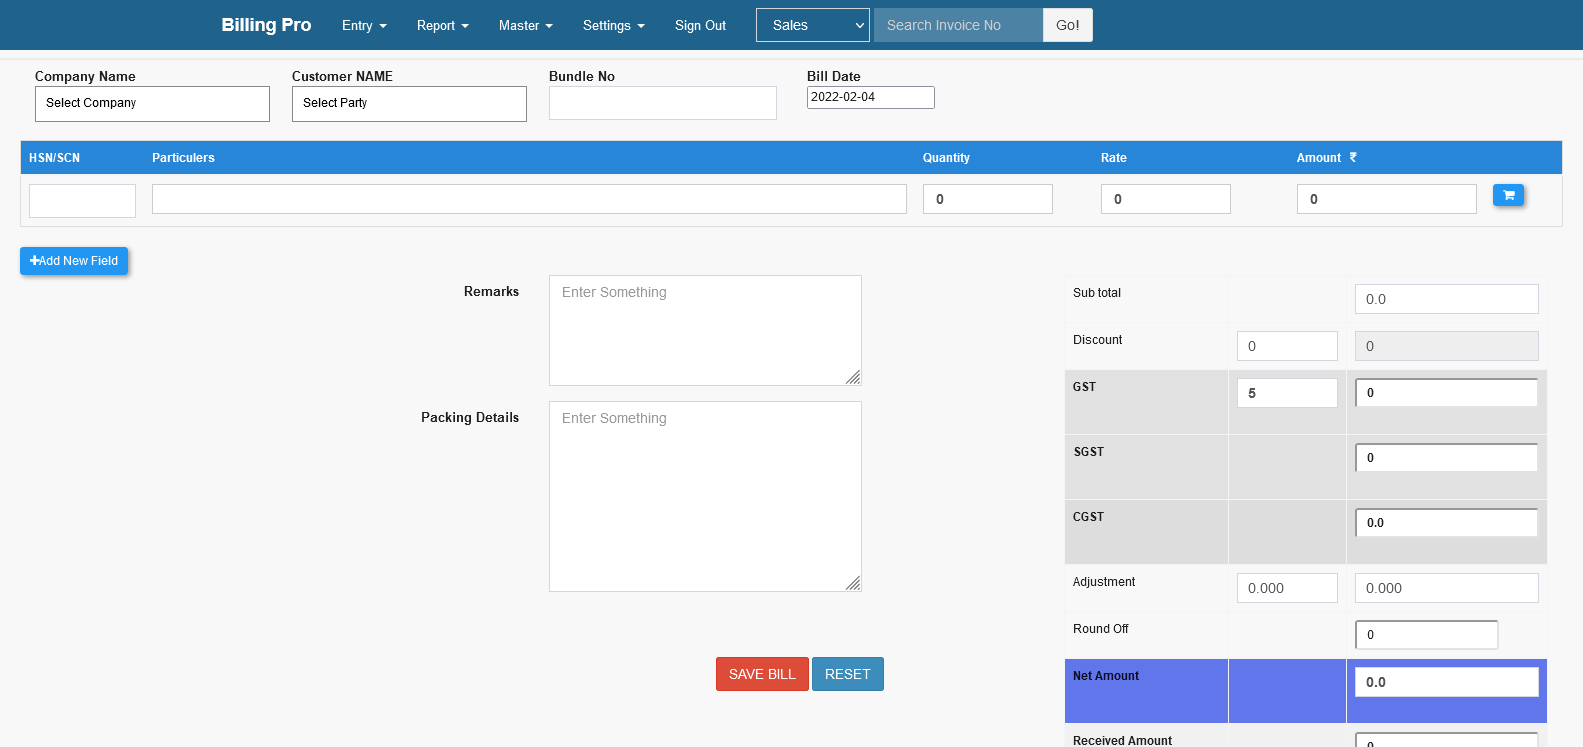 Billing Pro Entry Report Master Settings Sign Out Sales Search Invoice No Go!
Company Name Customer NAME Bundle No Bill Date
Select Company Select Party 2022-02-04
HSN/SCN Particulers Quantity Rate Amount ₹
0 0 0
Add New Field
Remarks Enter Something
Packing Details Enter Something
SAVE BILL RESET
Sub total 0.0
Discount 0 0
GST 5 0
SGST 0
CGST 0.0
Adjustment 0.000 0.000
Round Off 0
Net Amount 0.0
Received Amount 0